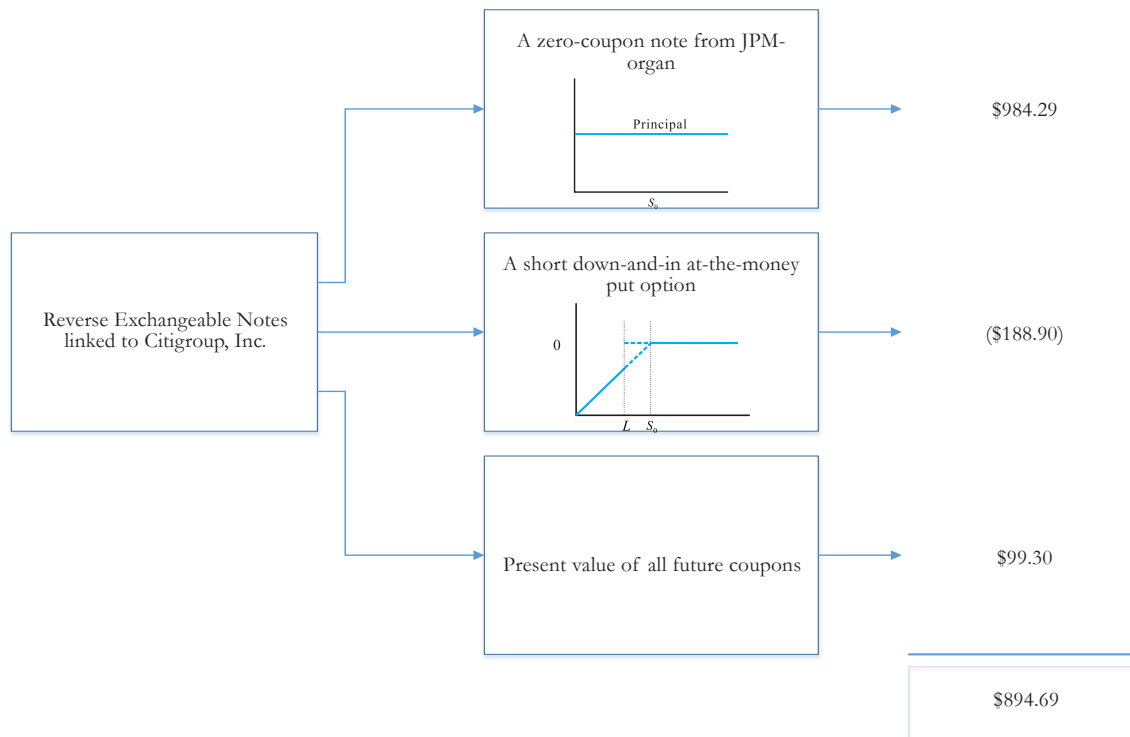 A zero-coupon note from JPM-
organ
Principal
S₀
$984.29
Reverse Exchangeable Notes
linked to Citigroup, Inc.
A short down-and-in at-the-money
put option
0
L S₀
($188.90)
Present value of all future coupons
$99.30
$894.69